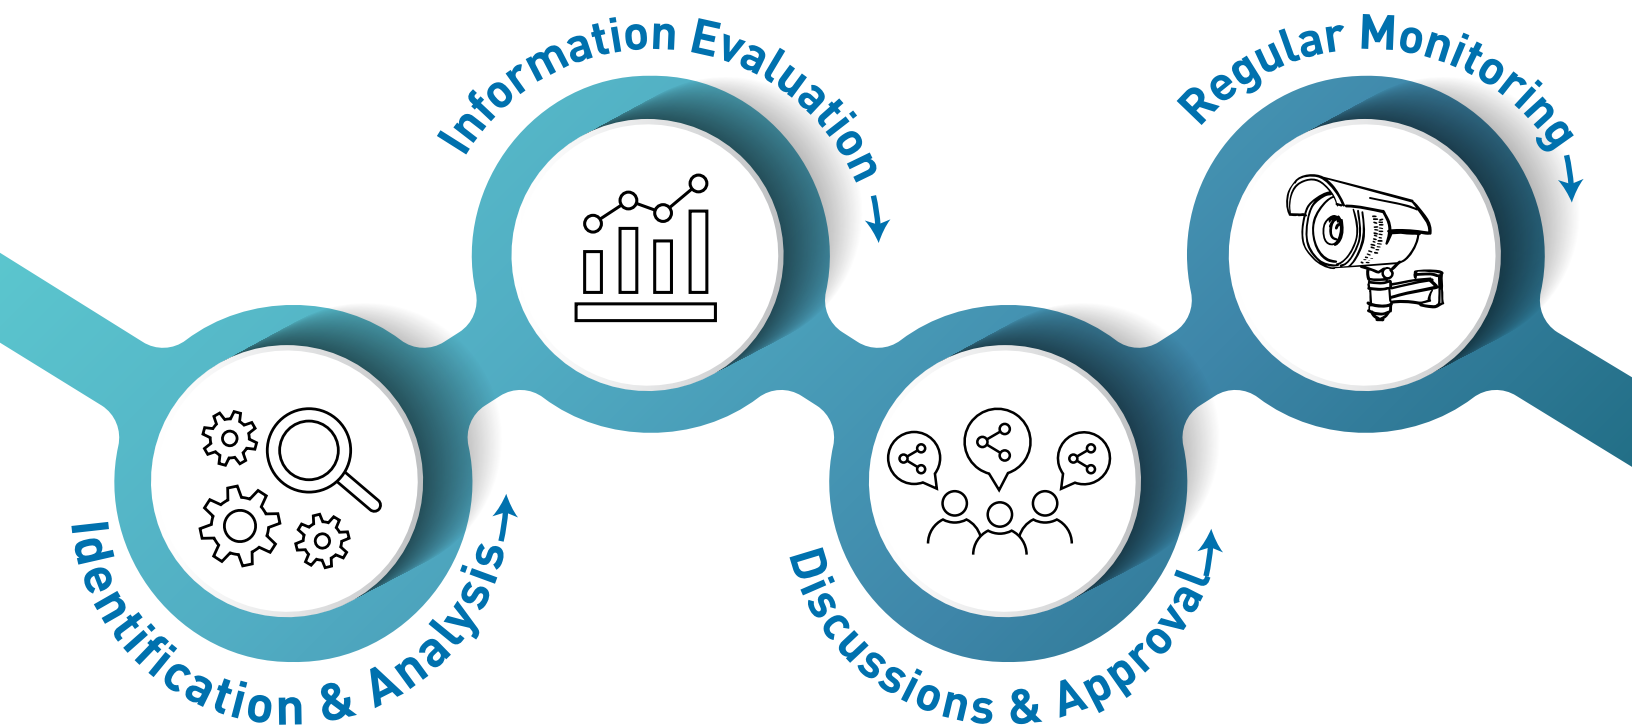 Identification & Analysis
Information Evaluation
Discussions & Approval
Regular Monitoring